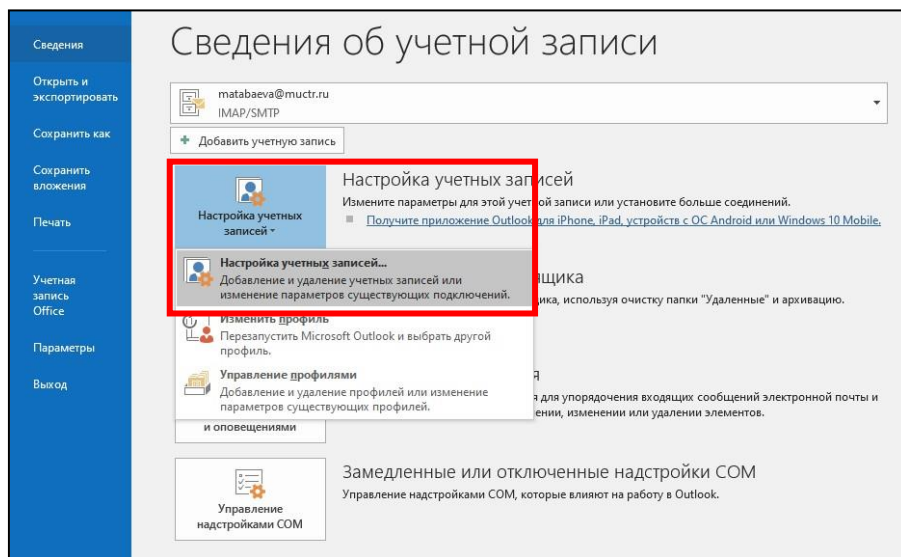 Сведения
Открыть и
экспортировать
Сохранить как
Сохранить
вложения
Печать
Учетная
запись
Office
Параметры
Выход
Сведения об учетной записи
matabaeva@muctr.ru
IMAP/SMTP
Добавить учетную запись
Настройка учетных
записей
Настройка учетных записей
Измените параметры для этой учетной записи или установите больше соединений.
Получите приложение Outlook для iPhone, iPad, устройств с ОС Android или Windows 10 Mobile.
Настройка учетных записей...
Добавление и удаление учетных записей или
изменение параметров существующих подключений.
Изменить профиль
Перезапустить Microsoft Outlook и выбрать другой
профиль.
Управление профилями
Добавление и удаление профилей или изменение
параметров существующих профилей.
используя очистку папки "Удаленные" и архивацию.
для упорядочения входящих сообщений электронной почты и
изменении или удалении элементов.
и оповещениями
Управление
надстройками COM
Замедленные или отключенные надстройки COM
Управление надстройками COM, которые влияют на работу в Outlook.